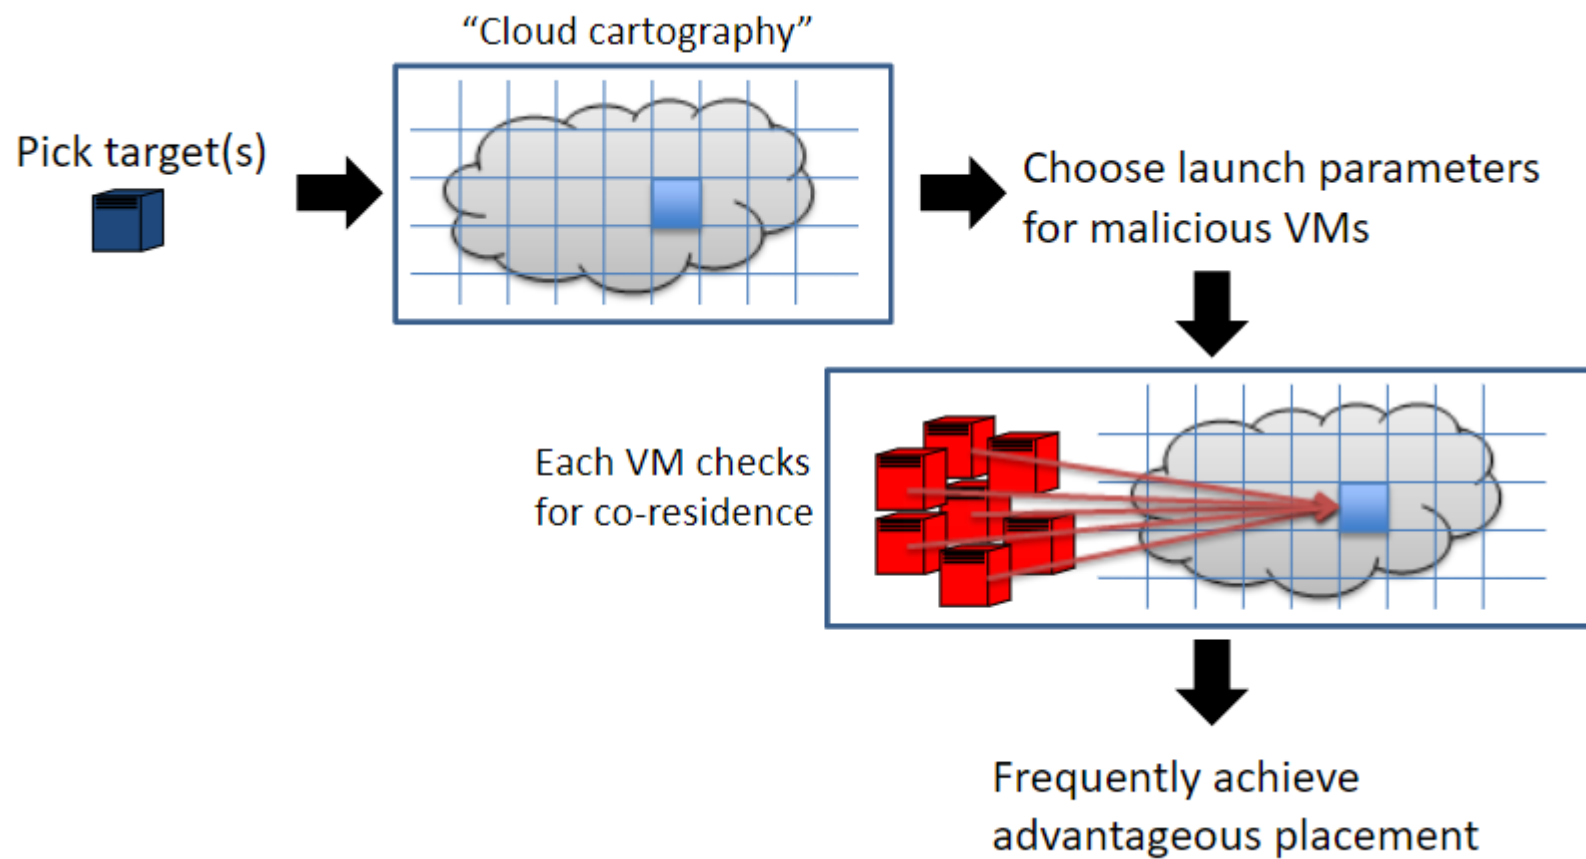 “Cloud cartography”
Pick target(s)
Choose launch parameters
for malicious VMs
Each VM checks
for co-residence
Frequently achieve
advantageous placement